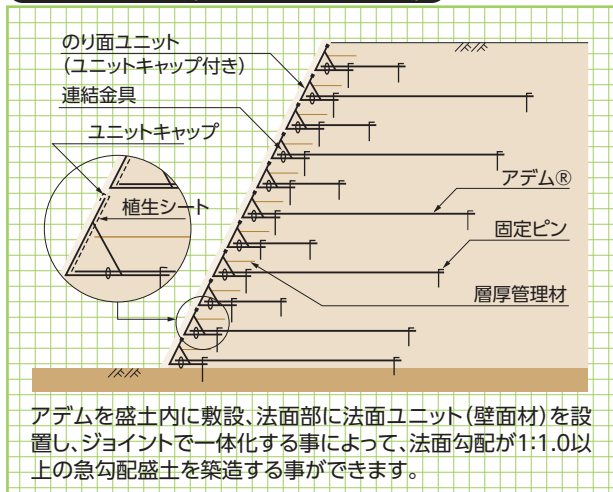 のり面ユニット
(ユニットキャップ付き)
連結金具
ユニットキャップ
植生シート
アデム®
固定ピン
層厚管理材
アデムを盛土内に敷設、法面部に法面ユニット(壁面材)を設
置し、ジョイントで一体化する事によって、法面勾配が1:1.0以
上の急勾配盛土を築造する事ができます。